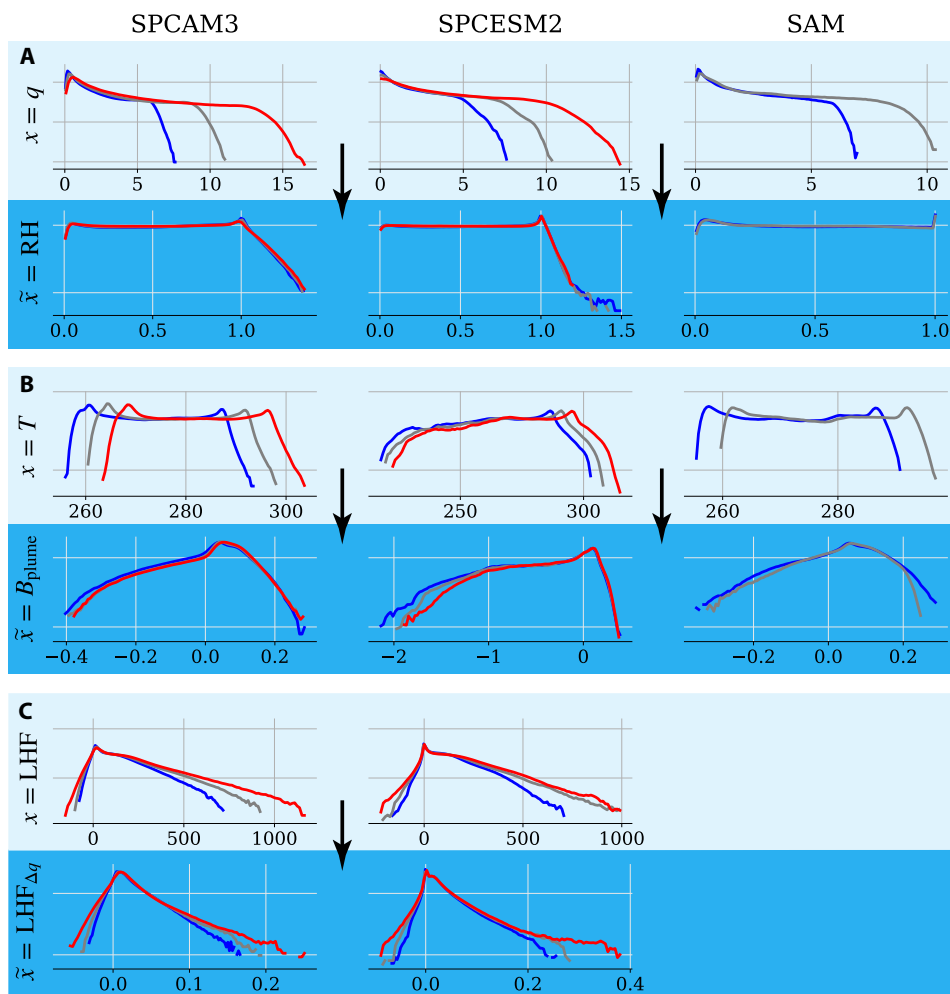 SPCAM3 SPCESM2 SAM
A
x = q
0 5 10 15 0 5 10 15 0 5 10
x̃ = RH
0.0 0.5 1.0 0.0 0.5 1.0 1.5 0.0 0.5 1.0
B
x = T
260 280 300 250 300 260 280
x̃ = B_plume
−0.4 −0.2 0.0 0.2 −2 −1 0 −0.2 0.0 0.2
C
x = LHF
0 500 1000 0 500 1000
x̃ = LHF_Δq
0.0 0.1 0.2 0.0 0.2 0.4